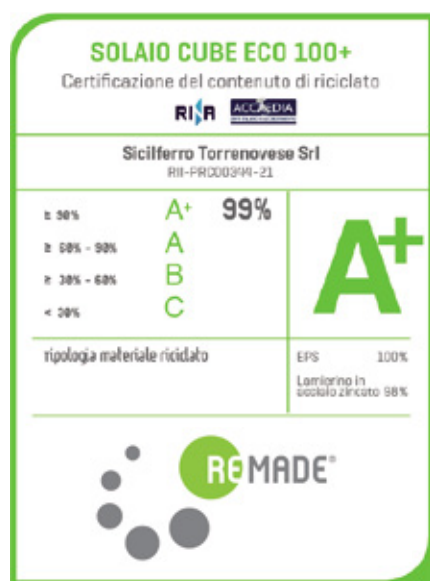 SOLAIO CUBE ECO 100+
Certificazione del contenuto di riciclato
RINA ACCREDIA
Sicilferro Torrenovese Srl
≥ 90% A+ 99%
≥ 60% - 90% A
≥ 30% - 60% B
< 30% C
A+
tipologia materiale riciclato
EPS 100%
Lamierino in
acciaio zincato 98%
REMADE®